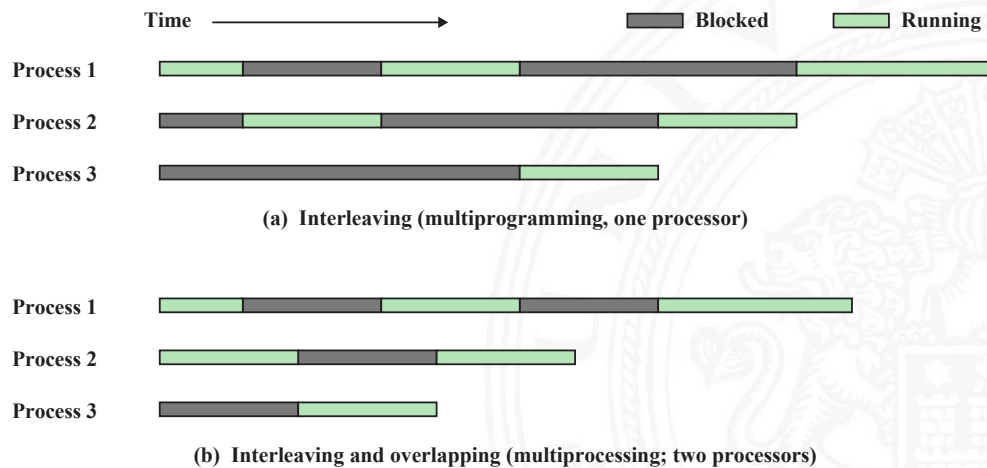 Time Blocked Running
Process 1
Process 2
Process 3
(a) Interleaving (multiprogramming, one processor)
Process 1
Process 2
Process 3
(b) Interleaving and overlapping (multiprocessing; two processors)